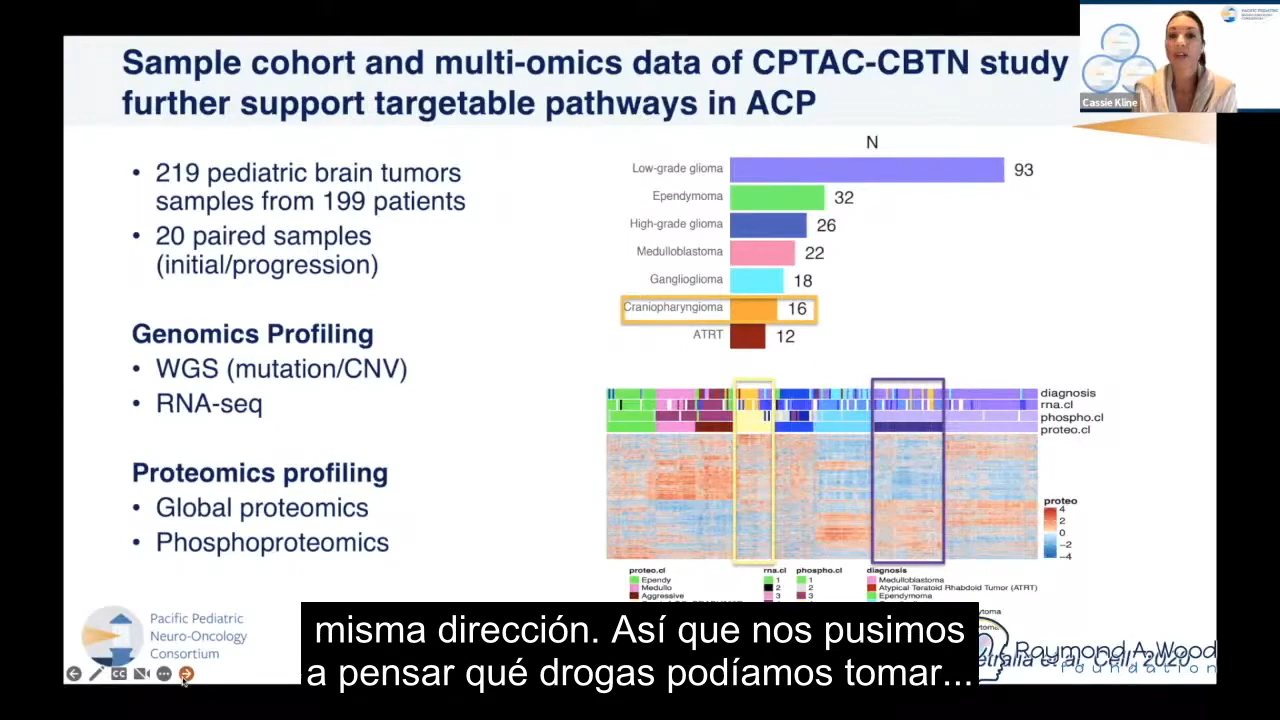 Sample cohort and multi-omics data of CPTAC-CBTN study
further support targetable pathways in ACP
PACIFIC PEDIATRIC
Cassie Kline
• 219 pediatric brain tumors
samples from 199 patients
• 20 paired samples
(initial/progression)
Genomics Profiling
• WGS (mutation/CNV)
• RNA-seq
Proteomics profiling
• Global proteomics
• Phosphoproteomics
N
Low-grade glioma 93
Ependymoma 32
High-grade glioma 26
Medulloblastoma 22
Ganglioglioma 18
Craniopharyngioma 16
ATRT 12
diagnosis
rna.cl
phospho.cl
proteo.cl
proteo
4
2
0
−2
−4
proteo.cl
Ependy
Medullo
Aggressive
rna.cl
1
2
3
phospho.cl
1
2
3
diagnosis
Medulloblastoma
Atypical Teratoid Rhabdoid Tumor (ATRT)
Ependymoma
Pacific Pediatric
Neuro-Oncology
Consortium
misma dirección. Así que nos pusimos
a pensar qué drogas podíamos tomar...
Raymond A. Wood
foundation
et al Cell, 2020